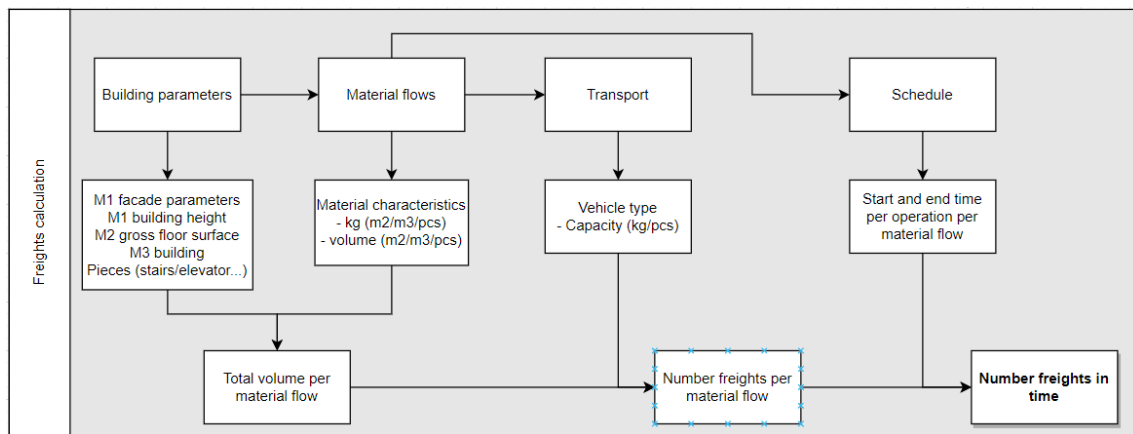 Freights calculation
Building parameters
Material flows
Transport
Schedule
M1 facade parameters
M1 building height
M2 gross floor surface
M3 building
Pieces (stairs/elevator...)
Material characteristics
- kg (m2/m3/pcs)
- volume (m2/m3/pcs)
Vehicle type
- Capacity (kg/pcs)
Start and end time
per operation per
material flow
Total volume per
material flow
Number freights per
material flow
Number freights in
time